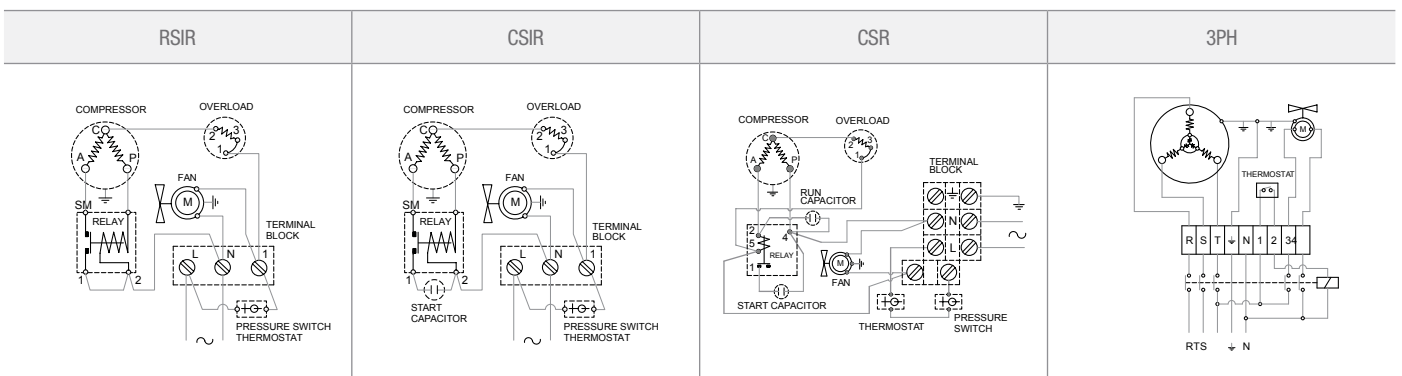 RSIR
CSIR
CSR
3PH
COMPRESSOR
OVERLOAD
C
2 3
1
A P
FAN
M
SM
RELAY
TERMINAL
BLOCK
L N 1
1 2
PRESSURE SWITCH
THERMOSTAT
COMPRESSOR
OVERLOAD
C
2 3
1
A P
FAN
M
SM
RELAY
TERMINAL
BLOCK
L N 1
1 2
START
CAPACITOR
PRESSURE SWITCH
THERMOSTAT
COMPRESSOR
OVERLOAD
C
2 3
1
A P
TERMINAL
BLOCK
RUN
CAPACITOR
N
2
4
5
L
RELAY
1
M
FAN
START CAPACITOR
THERMOSTAT
PRESSURE
SWITCH
M
THERMOSTAT
R S T N 1 2 34
RTS N